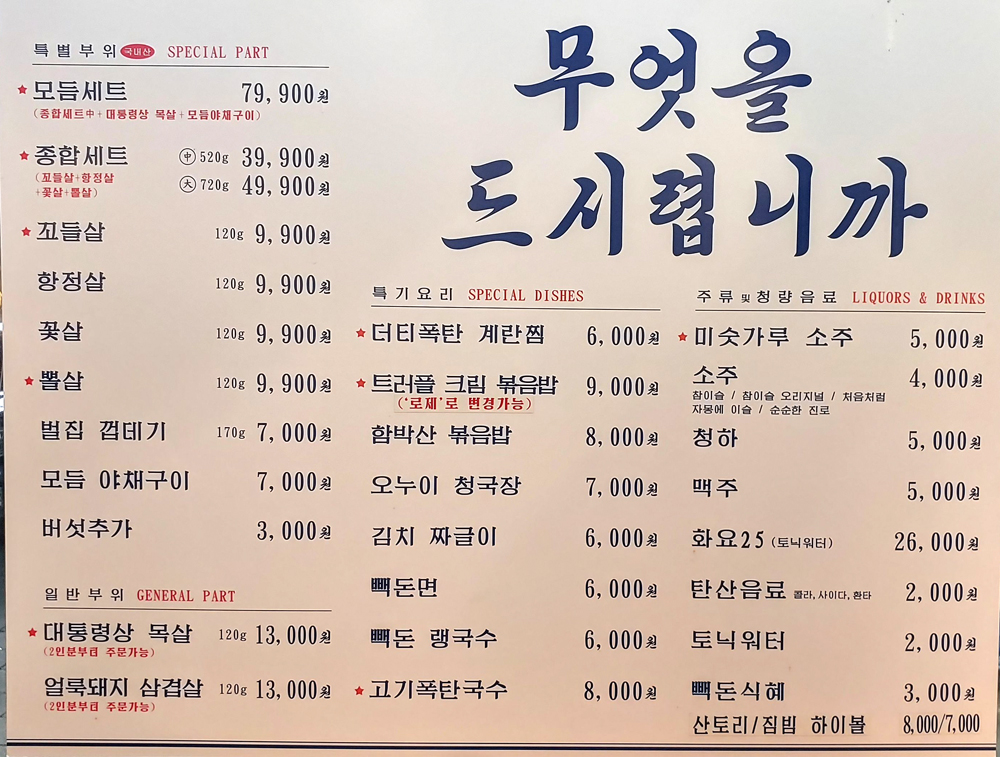 무엇을
드시렵니까
특별부위 국내산 SPECIAL PART
★ 모듬세트 79,900원
(종합세트中+대통령상 목살+모듬야채구이)
★ 종합세트 中 520g 39,900원
(꼬들살+항정살
+꽃살+뽈살)
大 720g 49,900원
★ 꼬들살 120g 9,900원
항정살 120g 9,900원
꽃살 120g 9,900원
★ 뽈살 120g 9,900원
벌집 껍데기 170g 7,000원
모듬 야채구이 7,000원
버섯추가 3,000원
일반부위 GENERAL PART
★ 대통령상 목살 120g 13,000원
(2인분부터 주문가능)
얼룩돼지 삼겹살 120g 13,000원
(2인분부터 주문가능)
특기요리 SPECIAL DISHES
★ 더티폭탄 계란찜 6,000원
★ 트러플 크림 볶음밥 9,000원
('로제'로 변경가능)
함박산 볶음밥 8,000원
오누이 청국장 7,000원
김치 짜글이 6,000원
빽돈면 6,000원
빽돈 랭국수 6,000원
★ 고기폭탄국수 8,000원
주류 및 청량음료 LIQUORS & DRINKS
★ 미숫가루 소주 5,000원
소주 4,000원
참이슬 / 참이슬 오리지널 / 처음처럼
자몽에 이슬 / 순순한 진로
청하 5,000원
맥주 5,000원
화요25 (토닉워터) 26,000원
탄산음료 콜라, 사이다, 환타 2,000원
토닉워터 2,000원
빽돈식혜 3,000원
산토리/짐빔 하이볼 8,000/7,000